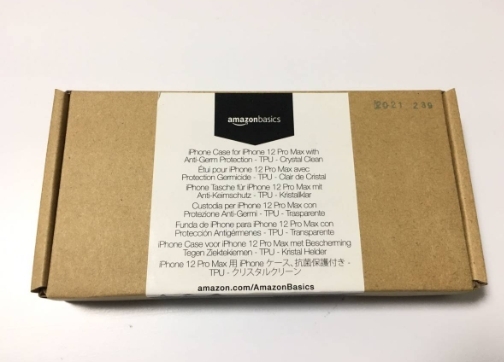 amazonbasics
2021 239
iPhone Case for iPhone 12 Pro Max with
Anti-Germ Protection - TPU - Crystal Clean
Étui pour iPhone 12 Pro Max avec
Protection Germicide - TPU - Clair de Cristal
iPhone Tasche für iPhone 12 Pro Max mit
Anti-Keimschutz - TPU - Kristallklar
Custodia per iPhone 12 Pro Max con
Protezione Anti-Germi - TPU - Trasparente
Funda de iPhone para iPhone 12 Pro Max con
Protección Antigérmenes - TPU - Transparente
iPhone Case voor iPhone 12 Pro Max met Bescherming
Tegen Ziektekiemen - TPU - Kristal Helder
iPhone 12 Pro Max 用 iPhone ケース, 抗菌保護付き -
TPU - クリスタルクリーン
amazon.com/AmazonBasics